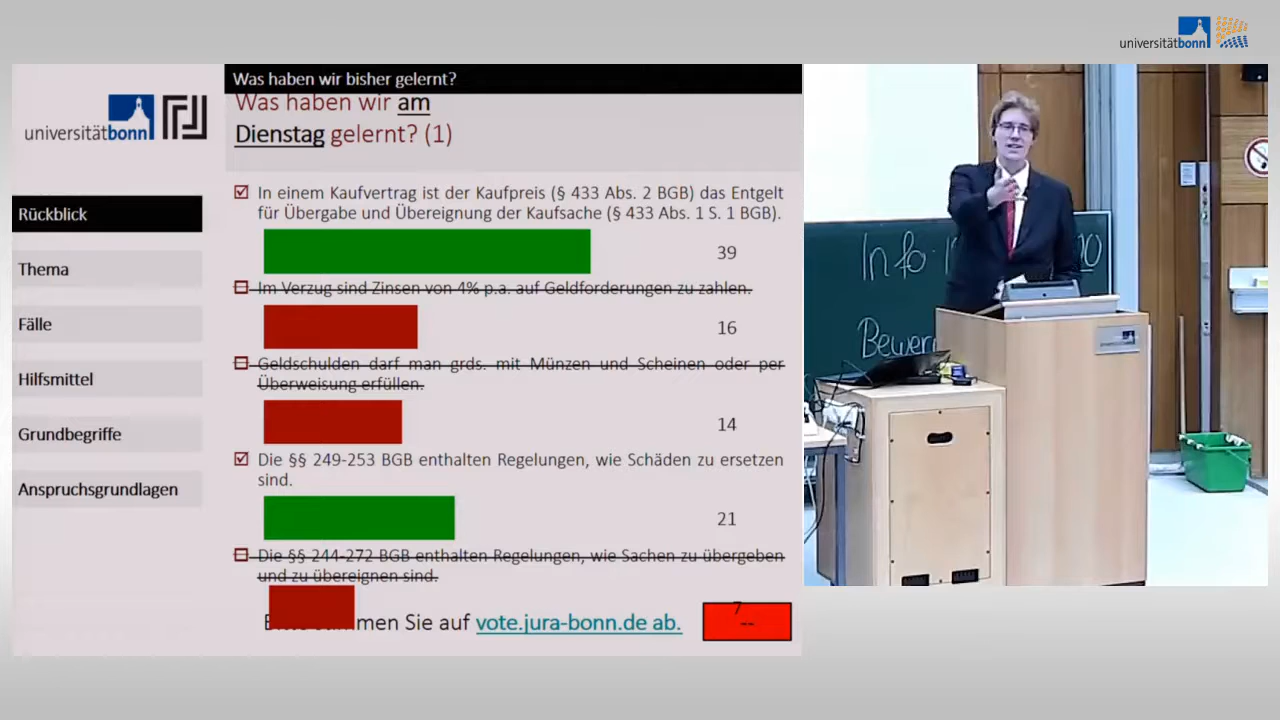 universitätbonn
Was haben wir bisher gelernt?
universitätbonn
Was haben wir am
Dienstag gelernt? (1)
Rückblick
Thema
Fälle
Hilfsmittel
Grundbegriffe
Anspruchsgrundlagen
In einem Kaufvertrag ist der Kaufpreis (§ 433 Abs. 2 BGB) das Entgelt
für Übergabe und Übereignung der Kaufsache (§ 433 Abs. 1 S. 1 BGB).
39
Im Verzug sind Zinsen von 4% p.a. auf Geldforderungen zu zahlen.
16
Geldschulden darf man grds. mit Münzen und Scheinen oder per
Überweisung erfüllen.
14
Die §§ 249-253 BGB enthalten Regelungen, wie Schäden zu ersetzen
sind.
21
Die §§ 244-272 BGB enthalten Regelungen, wie Sachen zu übergeben
und zu übereignen sind.
7
men Sie auf vote.jura-bonn.de ab.
--
Info
Bewer